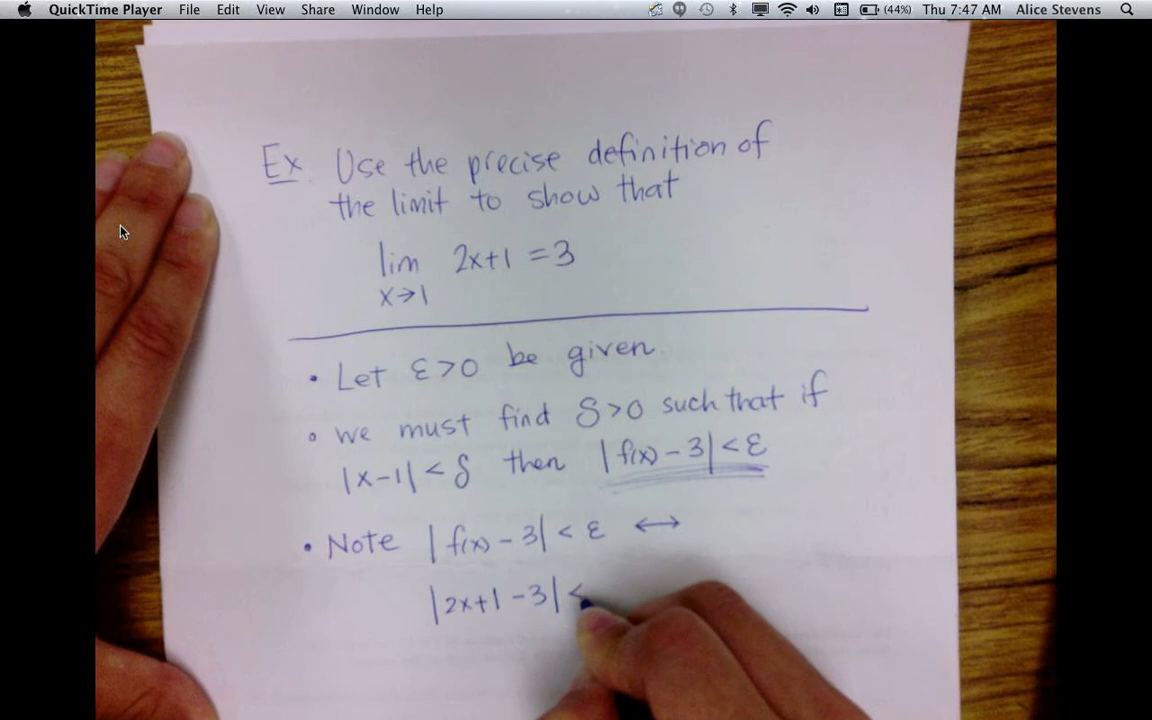 QuickTime Player File Edit View Share Window Help (44%) Thu 7:47 AM Alice Stevens
Ex. Use the precise definition of
the limit to show that
lim 2x+1 = 3
x→1
• Let ε>0 be given.
• we must find δ>0 such that if
|x-1| < δ then |f(x)-3| < ε
• Note |f(x)-3| < ε ↔
|2x+1-3| <